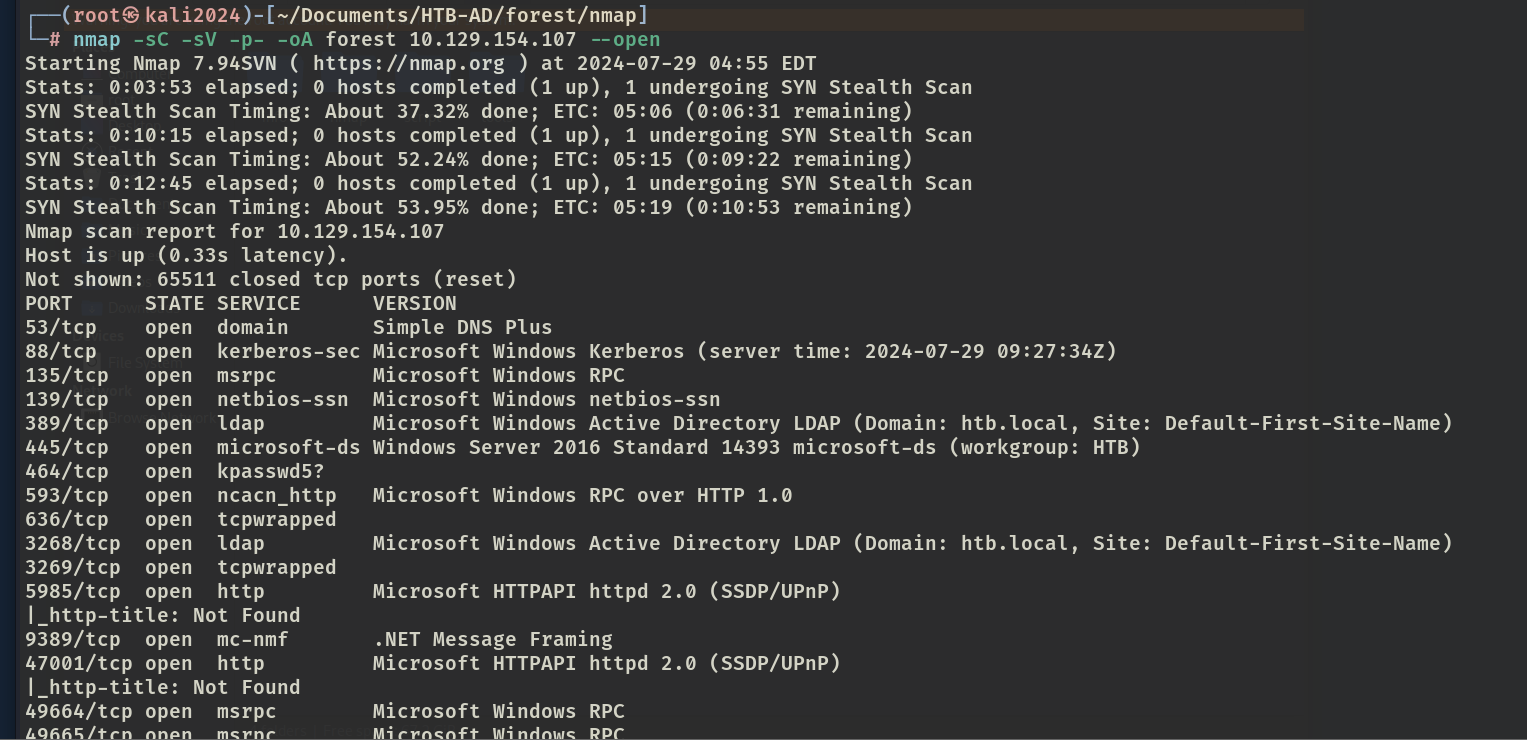 ┌──(root㉿kali2024)-[~/Documents/HTB-AD/forest/nmap]
└─# nmap -sC -sV -p- -oA forest 10.129.154.107 --open
Starting Nmap 7.94SVN ( https://nmap.org ) at 2024-07-29 04:55 EDT
Stats: 0:03:53 elapsed; 0 hosts completed (1 up), 1 undergoing SYN Stealth Scan
SYN Stealth Scan Timing: About 37.32% done; ETC: 05:06 (0:06:31 remaining)
Stats: 0:10:15 elapsed; 0 hosts completed (1 up), 1 undergoing SYN Stealth Scan
SYN Stealth Scan Timing: About 52.24% done; ETC: 05:15 (0:09:22 remaining)
Stats: 0:12:45 elapsed; 0 hosts completed (1 up), 1 undergoing SYN Stealth Scan
SYN Stealth Scan Timing: About 53.95% done; ETC: 05:19 (0:10:53 remaining)
Nmap scan report for 10.129.154.107
Host is up (0.33s latency).
Not shown: 65511 closed tcp ports (reset)
PORT      STATE SERVICE      VERSION
53/tcp    open  domain       Simple DNS Plus
88/tcp    open  kerberos-sec Microsoft Windows Kerberos (server time: 2024-07-29 09:27:34Z)
135/tcp   open  msrpc        Microsoft Windows RPC
139/tcp   open  netbios-ssn  Microsoft Windows netbios-ssn
389/tcp   open  ldap         Microsoft Windows Active Directory LDAP (Domain: htb.local, Site: Default-First-Site-Name)
445/tcp   open  microsoft-ds Windows Server 2016 Standard 14393 microsoft-ds (workgroup: HTB)
464/tcp   open  kpasswd5?
593/tcp   open  ncacn_http   Microsoft Windows RPC over HTTP 1.0
636/tcp   open  tcpwrapped
3268/tcp  open  ldap         Microsoft Windows Active Directory LDAP (Domain: htb.local, Site: Default-First-Site-Name)
3269/tcp  open  tcpwrapped
5985/tcp  open  http         Microsoft HTTPAPI httpd 2.0 (SSDP/UPnP)
|_http-title: Not Found
9389/tcp  open  mc-nmf       .NET Message Framing
47001/tcp open  http         Microsoft HTTPAPI httpd 2.0 (SSDP/UPnP)
|_http-title: Not Found
49664/tcp open  msrpc        Microsoft Windows RPC
49665/tcp open  msrpc        Microsoft Windows RPC